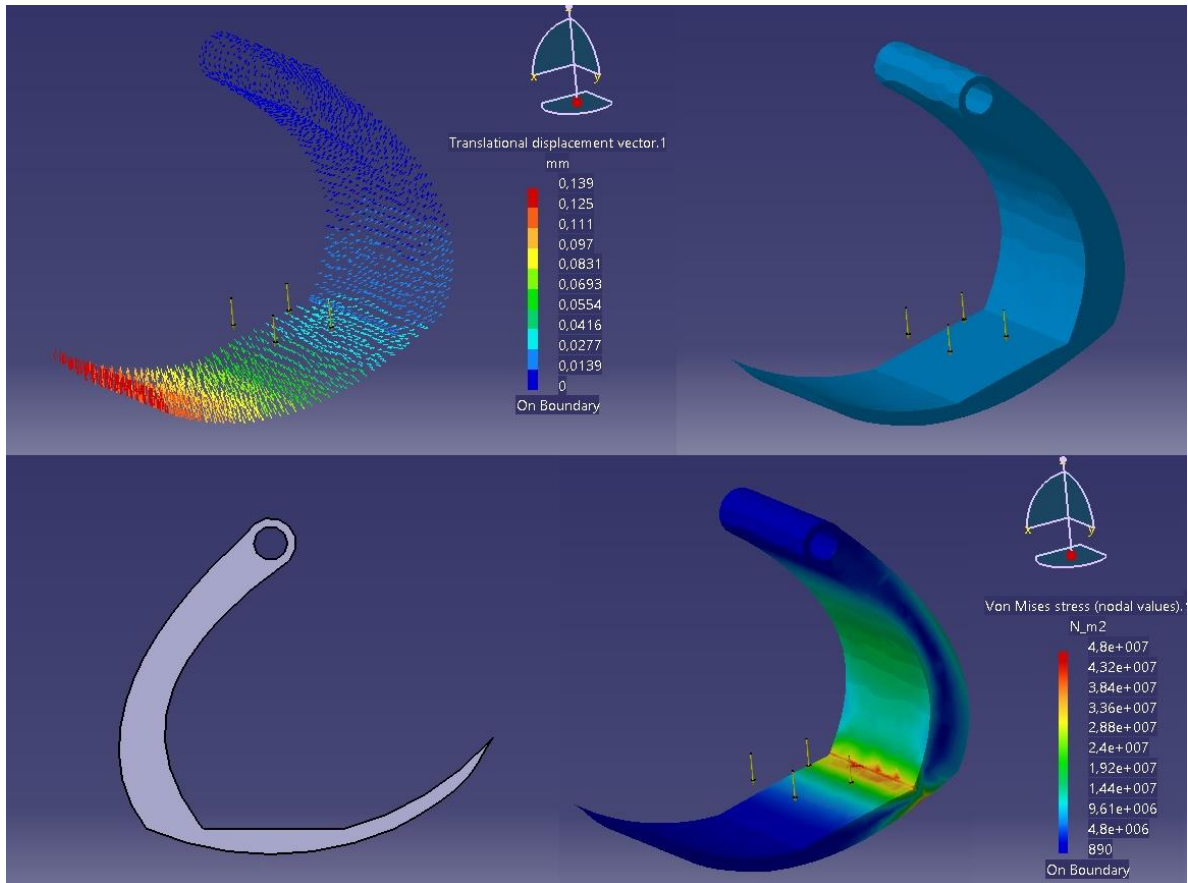 x
y
Translational displacement vector.1
mm
0,139
0,125
0,111
0,097
0,0831
0,0693
0,0554
0,0416
0,0277
0,0139
0
On Boundary
x
y
Von Mises stress (nodal values).
N_m2
4,8e+007
4,32e+007
3,84e+007
3,36e+007
2,88e+007
2,4e+007
1,92e+007
1,44e+007
9,61e+006
4,8e+006
890
On Boundary